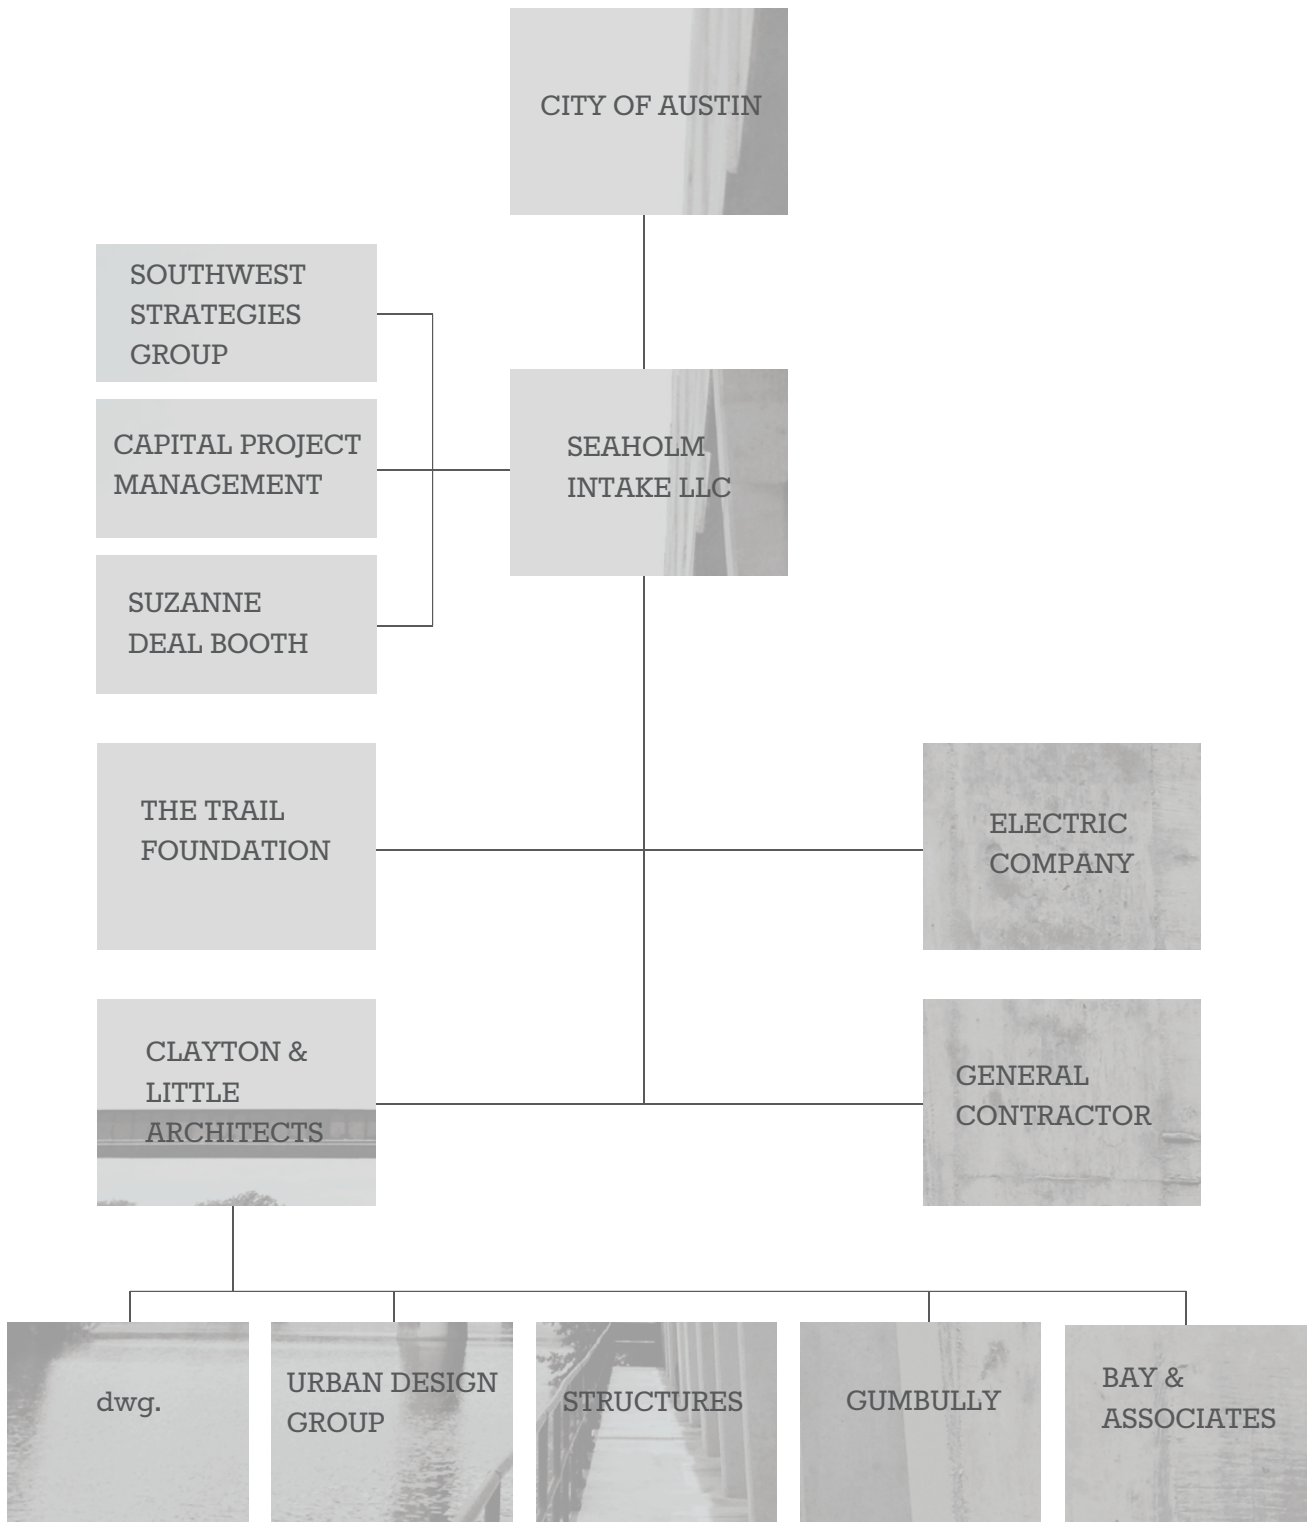 CITY OF AUSTIN
SOUTHWEST
STRATEGIES
GROUP
CAPITAL PROJECT
MANAGEMENT
SEAHOLM
INTAKE LLC
SUZANNE
DEAL BOOTH
THE TRAIL
FOUNDATION
ELECTRIC
COMPANY
CLAYTON &
LITTLE
ARCHITECTS
GENERAL
CONTRACTOR
dwg.
URBAN DESIGN
GROUP
STRUCTURES
GUMBULLY
BAY &
ASSOCIATES